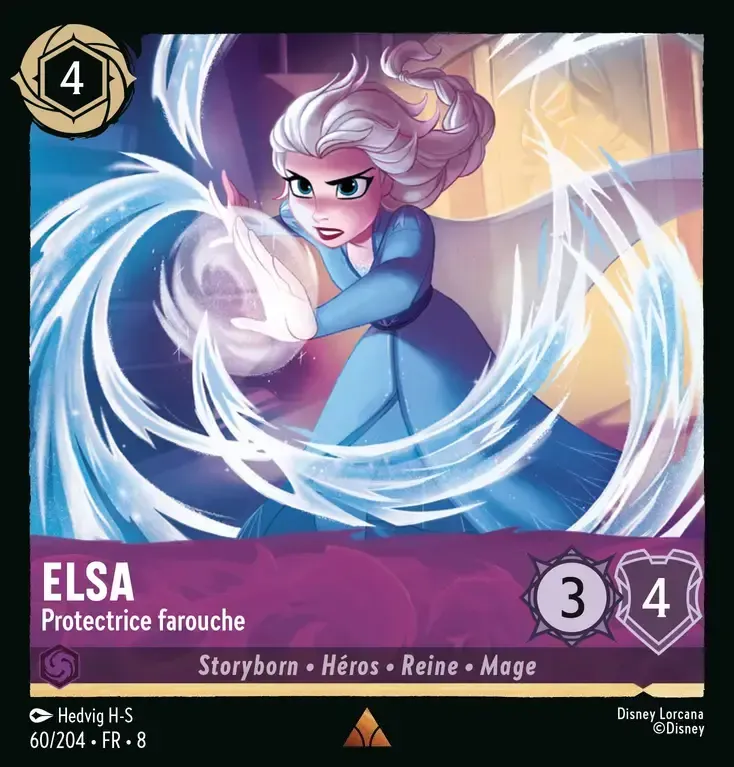 4
ELSA
Protectrice farouche
3
4
Storyborn • Héros • Reine • Mage
Hedvig H-S
60/204 • FR • 8
Disney Lorcana
©Disney